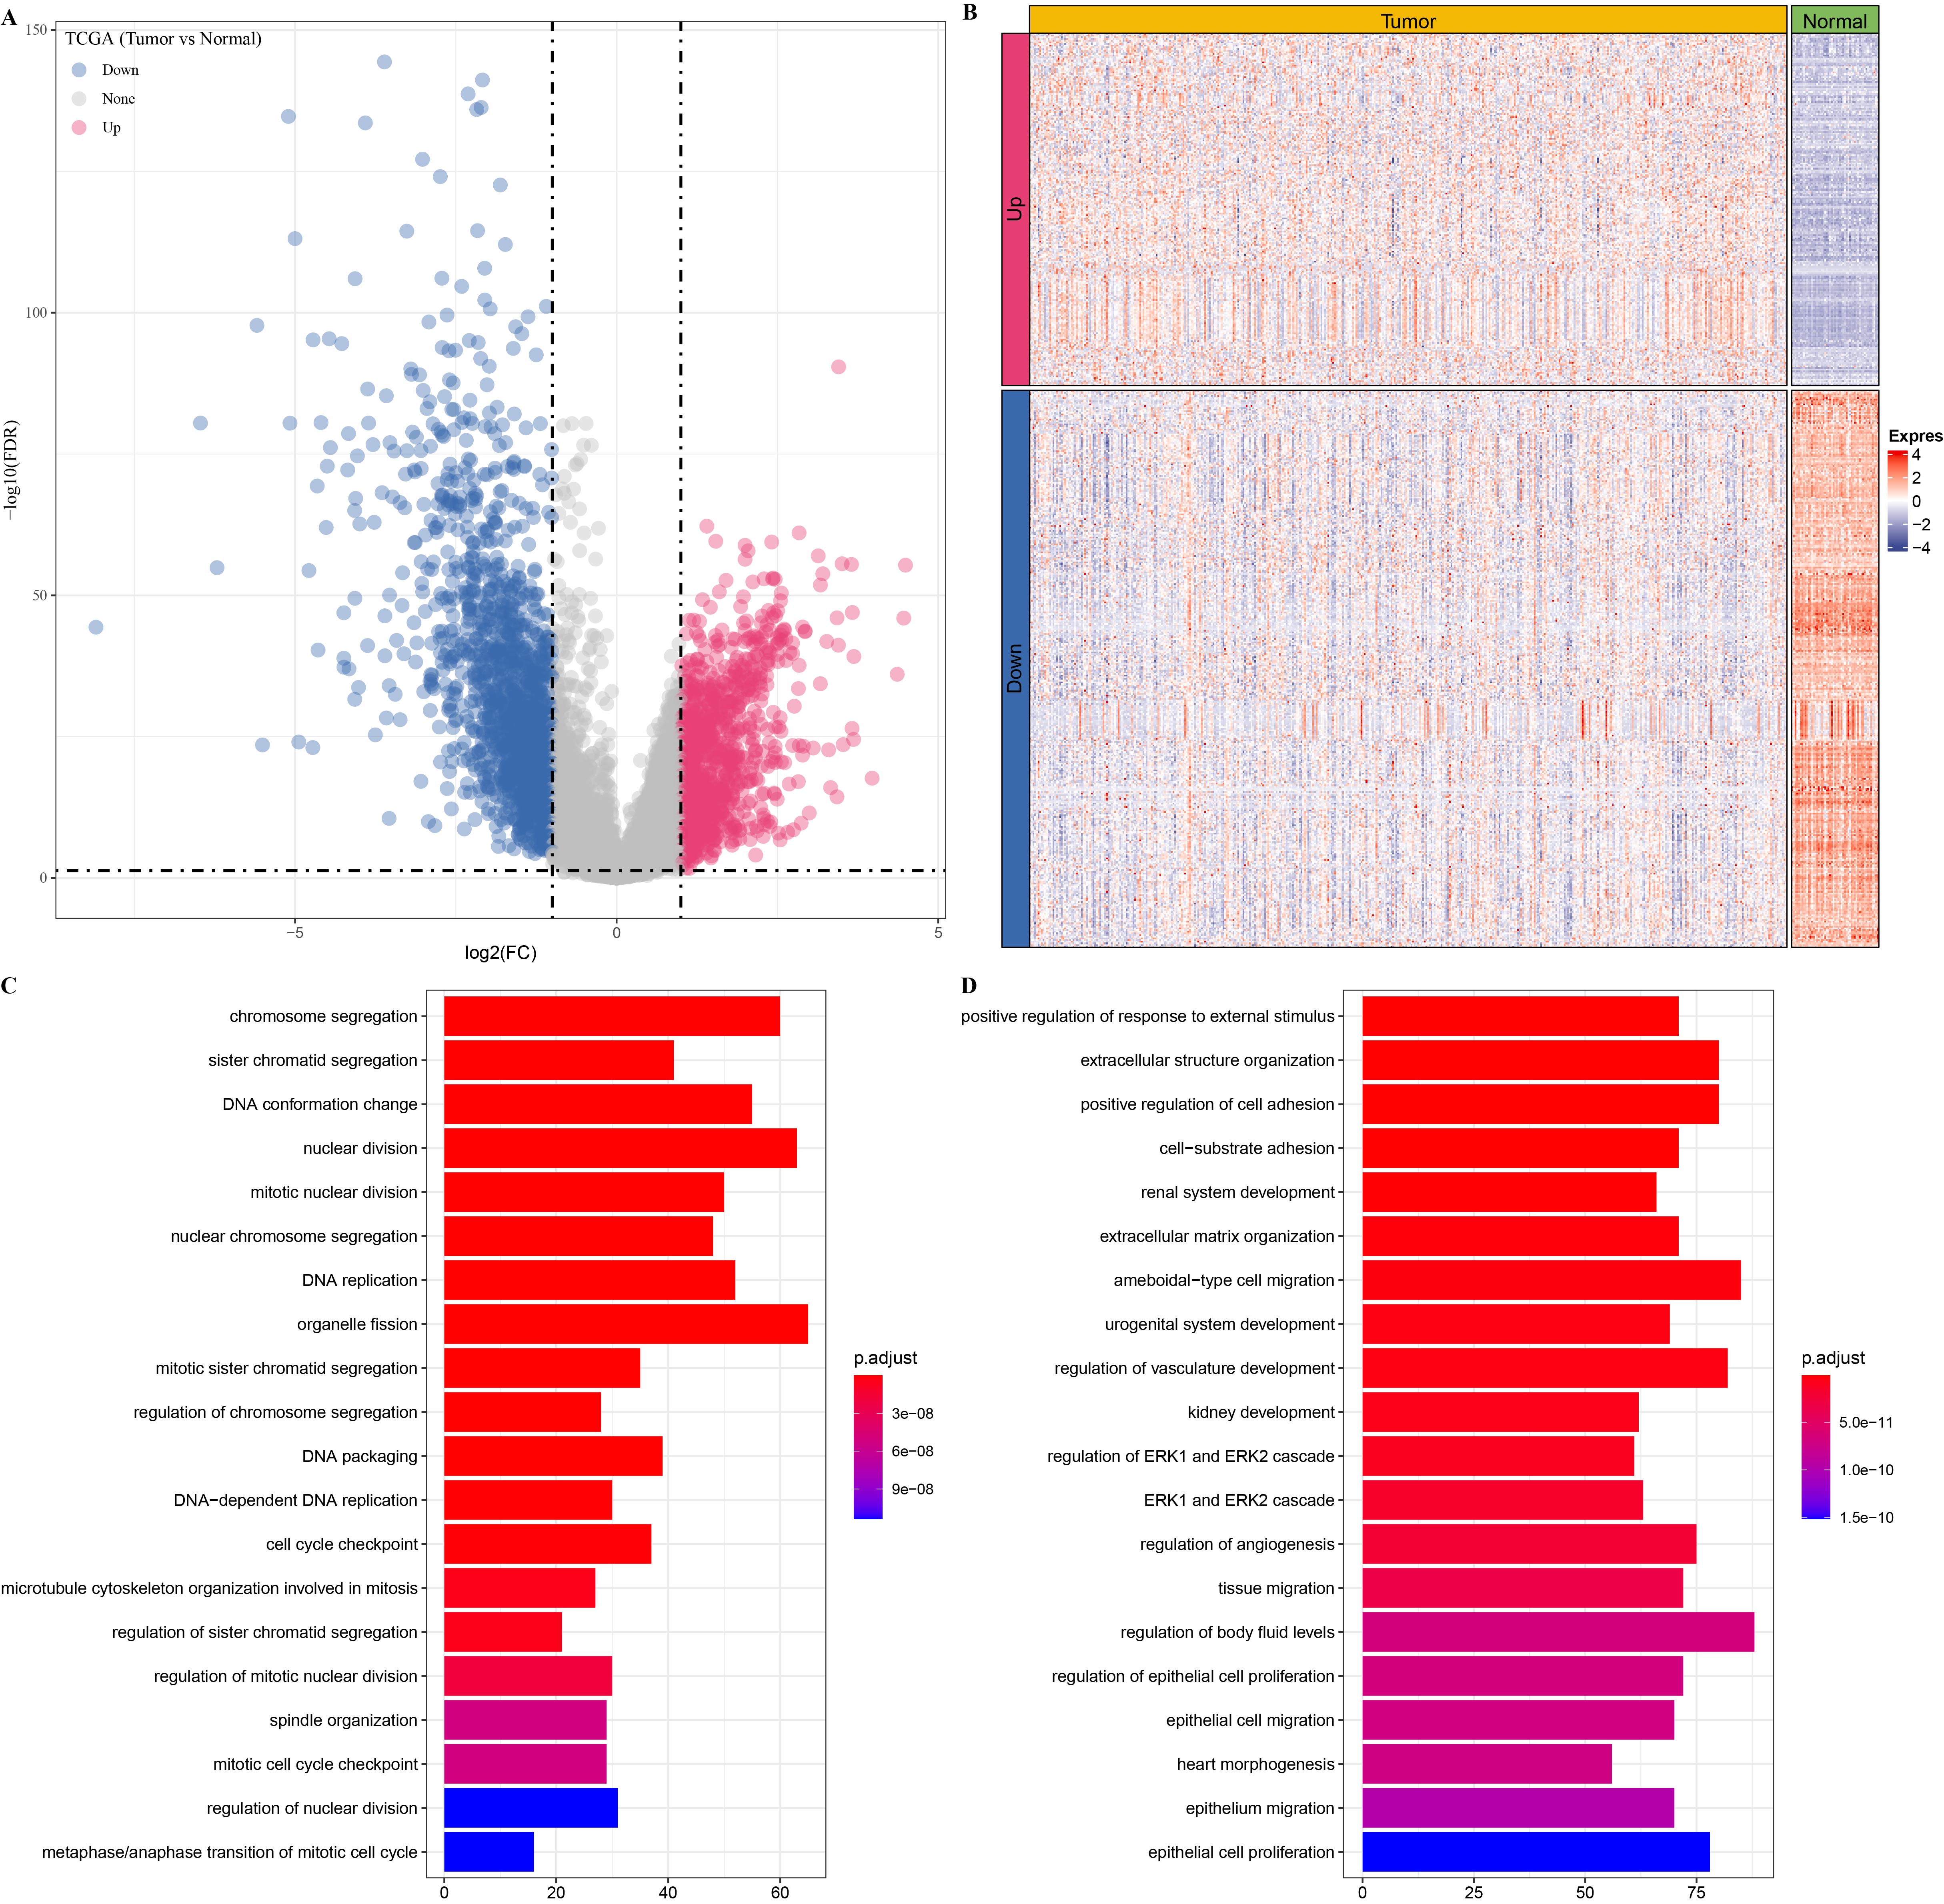 A
TCGA (Tumor vs Normal)
Down
None
Up
150
100
50
0
−log10(FDR)
−5
0
5
log2(FC)
B
Tumor
Normal
Up
Down
Expres
4
2
0
−2
−4
C
chromosome segregation
sister chromatid segregation
DNA conformation change
nuclear division
mitotic nuclear division
nuclear chromosome segregation
DNA replication
organelle fission
mitotic sister chromatid segregation
regulation of chromosome segregation
DNA packaging
DNA−dependent DNA replication
cell cycle checkpoint
microtubule cytoskeleton organization involved in mitosis
regulation of sister chromatid segregation
regulation of mitotic nuclear division
spindle organization
mitotic cell cycle checkpoint
regulation of nuclear division
metaphase/anaphase transition of mitotic cell cycle
0
20
40
60
p.adjust
3e−08
6e−08
9e−08
D
positive regulation of response to external stimulus
extracellular structure organization
positive regulation of cell adhesion
cell−substrate adhesion
renal system development
extracellular matrix organization
ameboidal−type cell migration
urogenital system development
regulation of vasculature development
kidney development
regulation of ERK1 and ERK2 cascade
ERK1 and ERK2 cascade
regulation of angiogenesis
tissue migration
regulation of body fluid levels
regulation of epithelial cell proliferation
epithelial cell migration
heart morphogenesis
epithelium migration
epithelial cell proliferation
0
25
50
75
p.adjust
5.0e−11
1.0e−10
1.5e−10